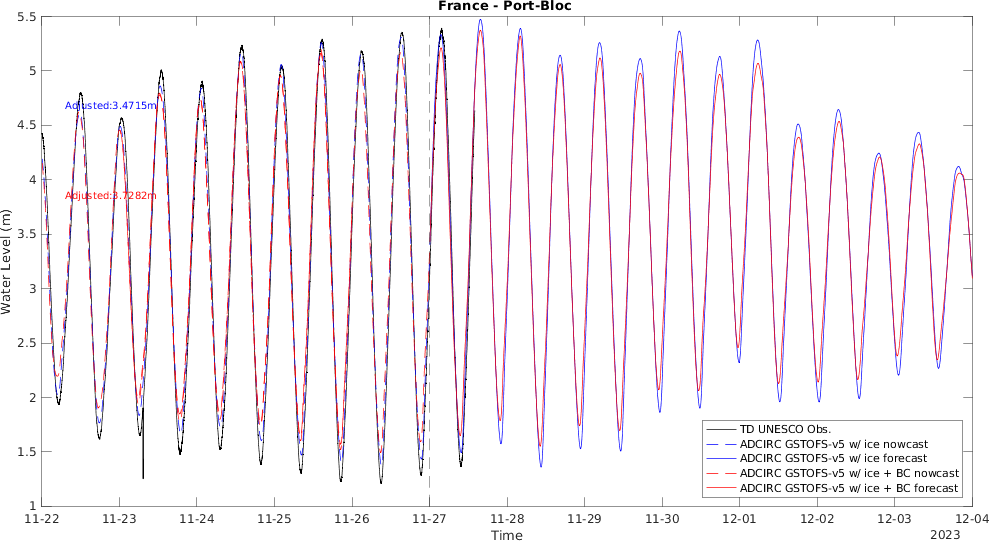 France - Port-Bloc
5.5
5
4.5
4
3.5
3
2.5
2
1.5
1
Water Level (m)
Adjusted:3.4715m
Adjusted:3.7282m
TD UNESCO Obs.
ADCIRC GSTOFS-v5 w/ ice nowcast
ADCIRC GSTOFS-v5 w/ ice forecast
ADCIRC GSTOFS-v5 w/ ice + BC nowcast
ADCIRC GSTOFS-v5 w/ ice + BC forecast
11-22 11-23 11-24 11-25 11-26 11-27 11-28 11-29 11-30 12-01 12-02 12-03 12-04
Time
2023